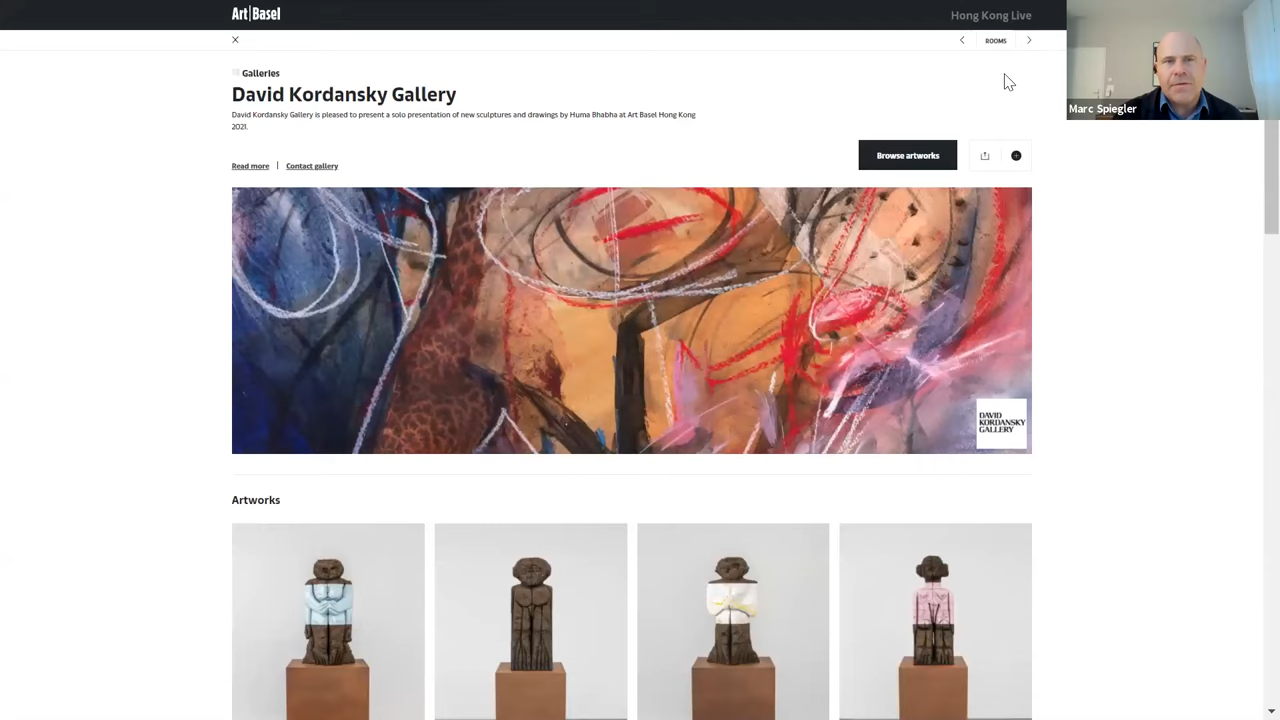 Art|Basel
Hong Kong Live
ROOMS
Galleries
David Kordansky Gallery
David Kordansky Gallery is pleased to present a solo presentation of new sculptures and drawings by Huma Bhabha at Art Basel Hong Kong
2021.
Read more | Contact gallery
Browse artworks
Marc Spiegler
DAVID
KORDANSKY
GALLERY
Artworks